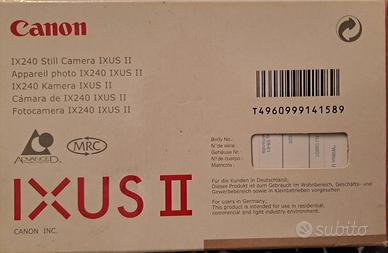 Canon
IX240 Still Camera IXUS II
Appareil photo IX240 IXUS II
IX240 Kamera IXUS II
Cámara de IX240 IXUS II
Fotocamera IX240 IXUS II
T4960999141589
ADVANCED
MRC
Body No.:
N° de série:
Gehäuse Nr.:
N° de cuerpo:
Matricola:
IXUS II
CANON INC.
Für die Kunden in Deutschland;
Dieses Produkt ist zum Gebrauch im Wohnbereich, Geschäfts- und
Gewerbebereich sowie in Kleinbetrieben vorgesehen.
For users in Germany;
This product is intended for use in residential,
commercial and light industry environment.
subito